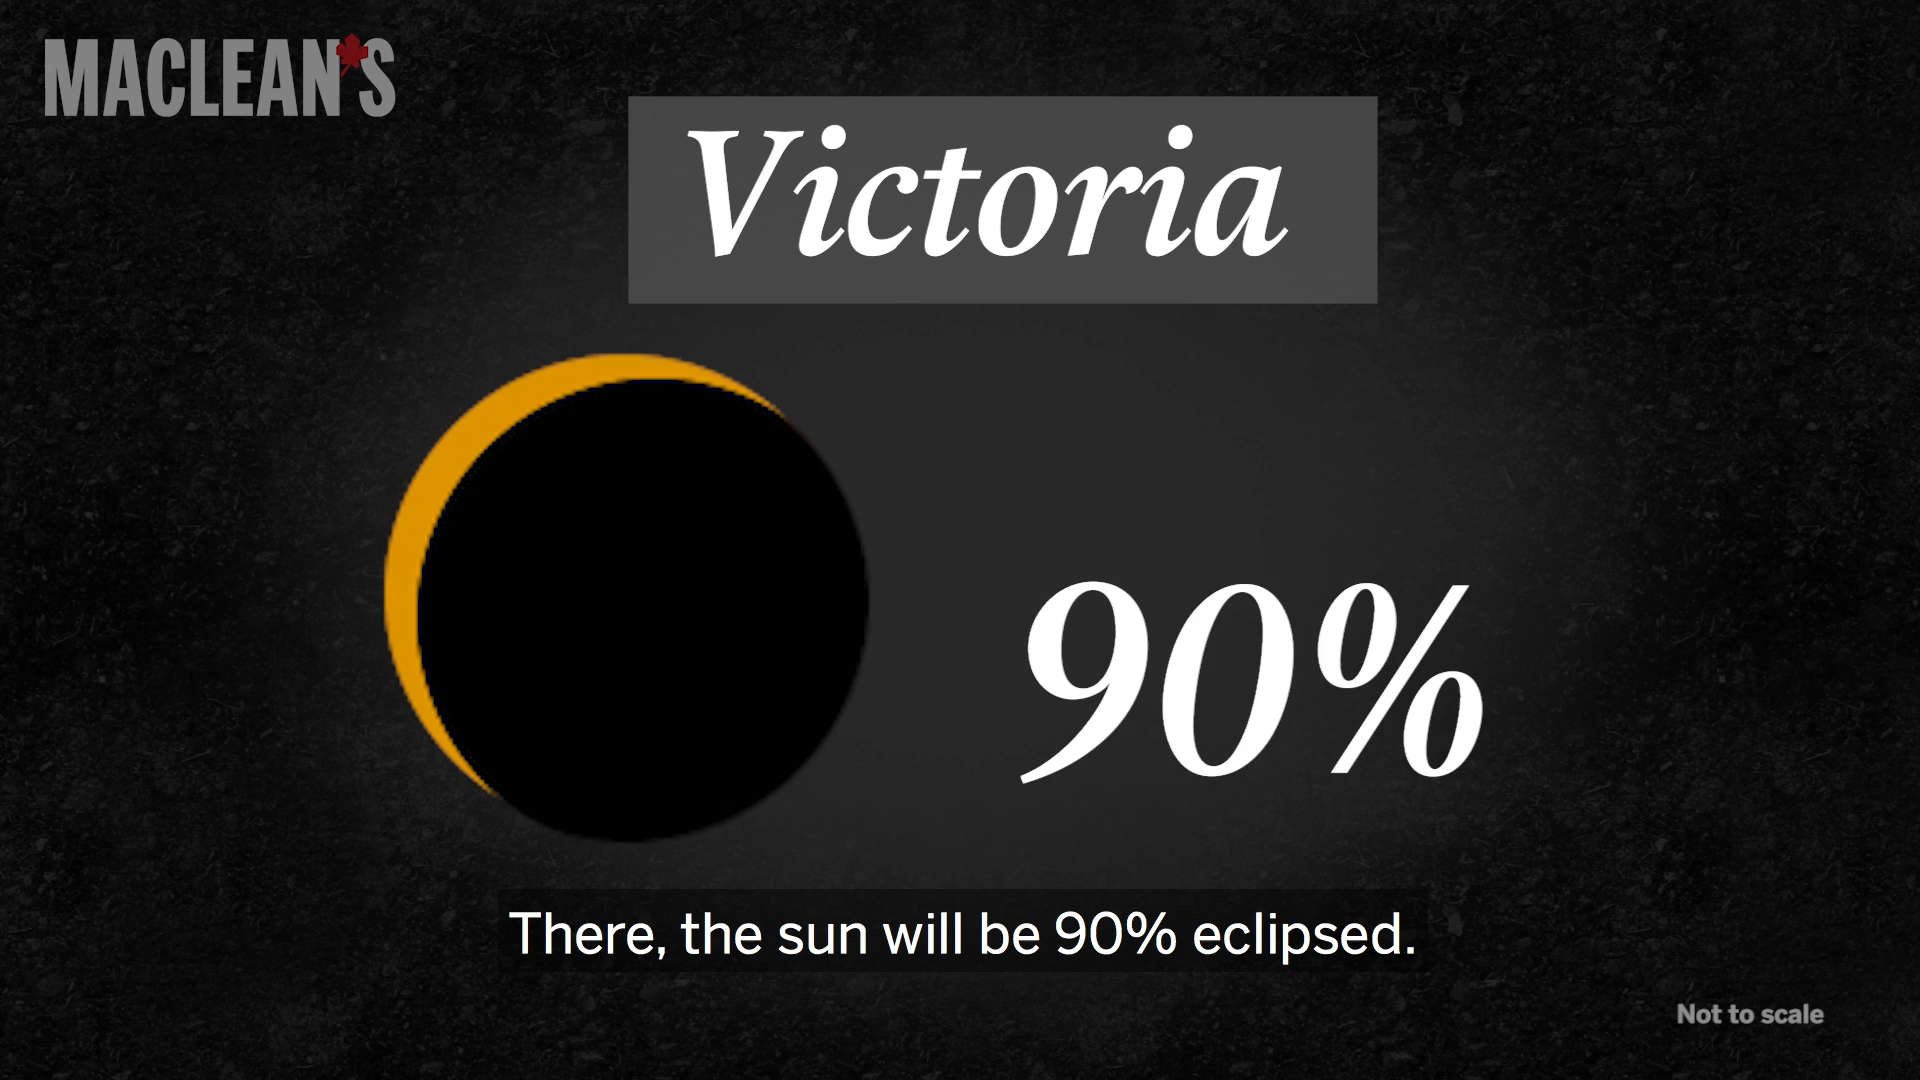 MACLEAN'S
Victoria
90%
There, the sun will be 90% eclipsed.
Not to scale